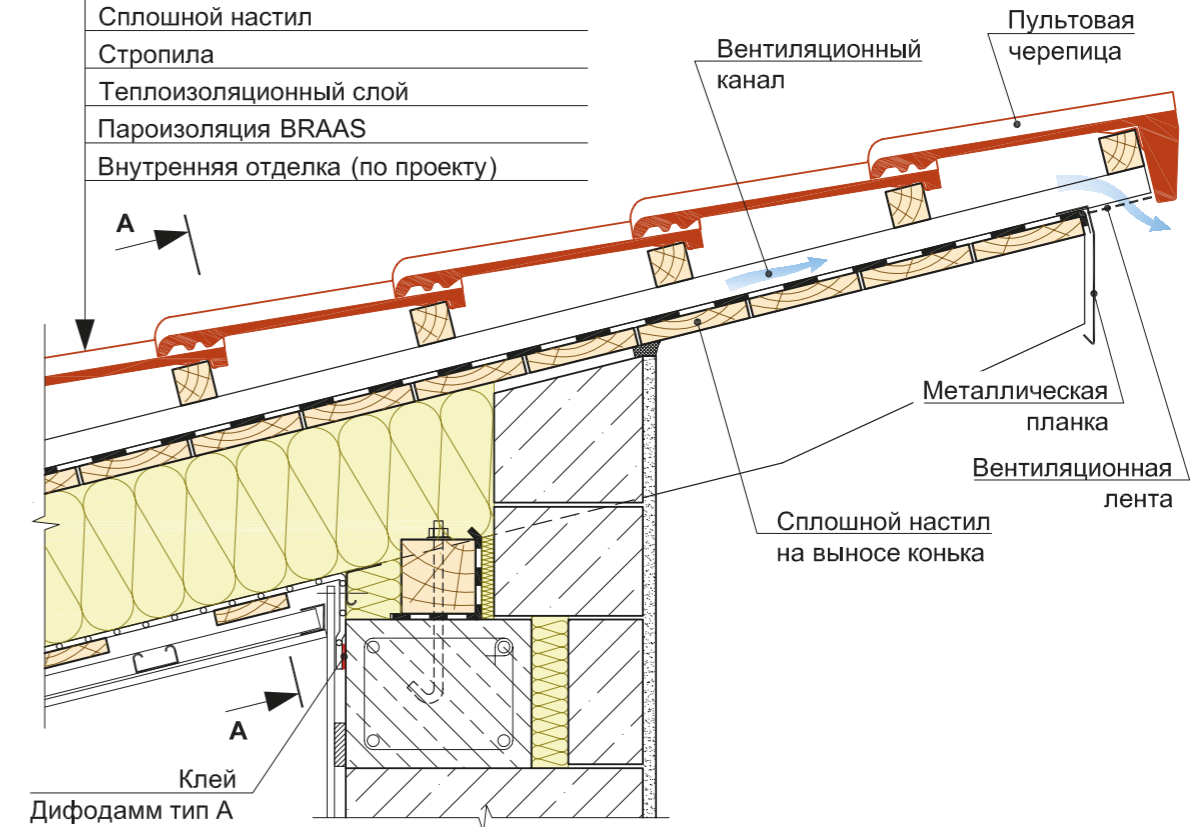 Сплошной настил
Стропила
Теплоизоляционный слой
Пароизоляция BRAAS
Внутренняя отделка (по проекту)
Вентиляционный
канал
Пультовая
черепица
А
Металлическая
планка
Вентиляционная
лента
Сплошной настил
на выносе конька
А
Клей
Дифодамм тип А